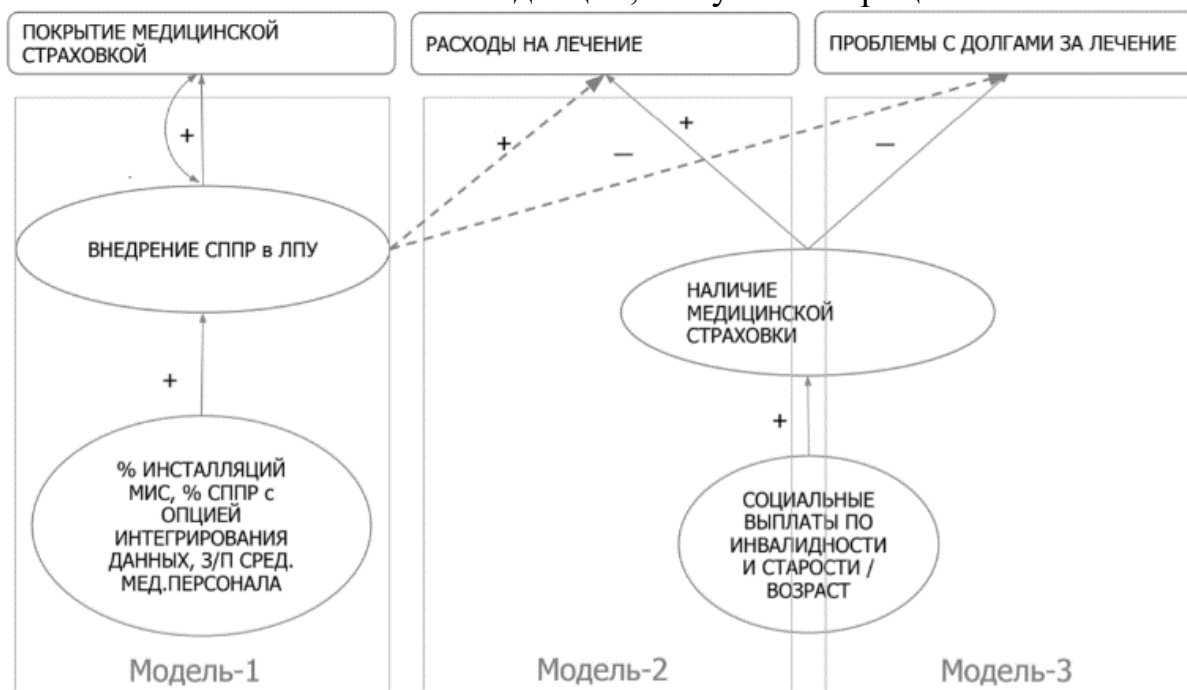 ПОКРЫТИЕ МЕДИЦИНСКОЙ
СТРАХОВКОЙ
РАСХОДЫ НА ЛЕЧЕНИЕ
ПРОБЛЕМЫ С ДОЛГАМИ ЗА ЛЕЧЕНИЕ
+
+
—
+
—
ВНЕДРЕНИЕ СППР в ЛПУ
НАЛИЧИЕ
МЕДИЦИНСКОЙ
СТРАХОВКИ
+
+
% ИНСТАЛЛЯЦИЙ
МИС, % СППР с
ОПЦИЕЙ
ИНТЕГРИРОВАНИЯ
ДАННЫХ, З/П СРЕД.
МЕД.ПЕРСОНАЛА
СОЦИАЛЬНЫЕ
ВЫПЛАТЫ ПО
ИНВАЛИДНОСТИ
И СТАРОСТИ /
ВОЗРАСТ
Модель-1
Модель-2
Модель-3